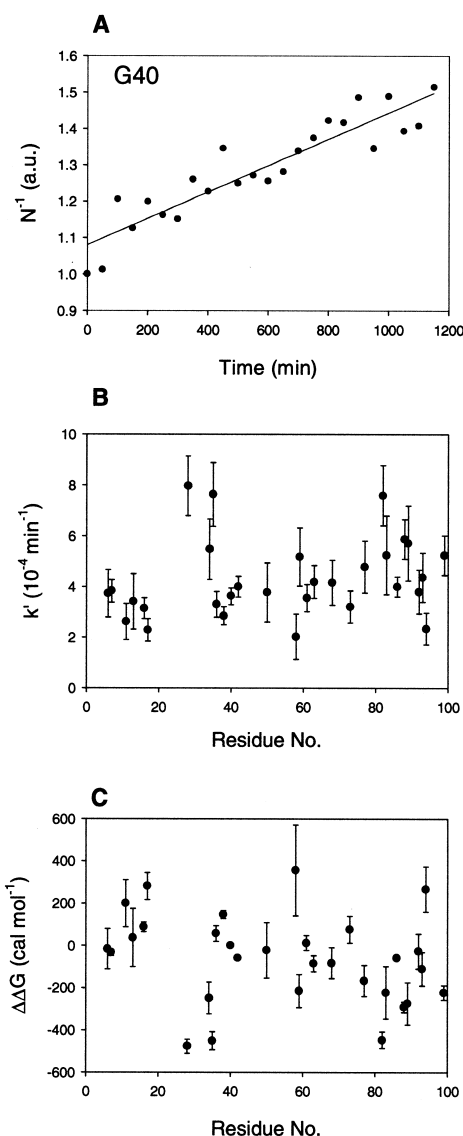 A
G40
1.6
1.5
1.4
1.3
1.2
1.1
1.0
0.9
N⁻¹ (a.u.)
0 200 400 600 800 1000 1200
Time (min)
B
10
8
6
4
2
0
k' (10⁻⁴ min⁻¹)
0 20 40 60 80 100
Residue No.
C
600
400
200
0
-200
-400
-600
ΔΔG (cal mol⁻¹)
0 20 40 60 80 100
Residue No.